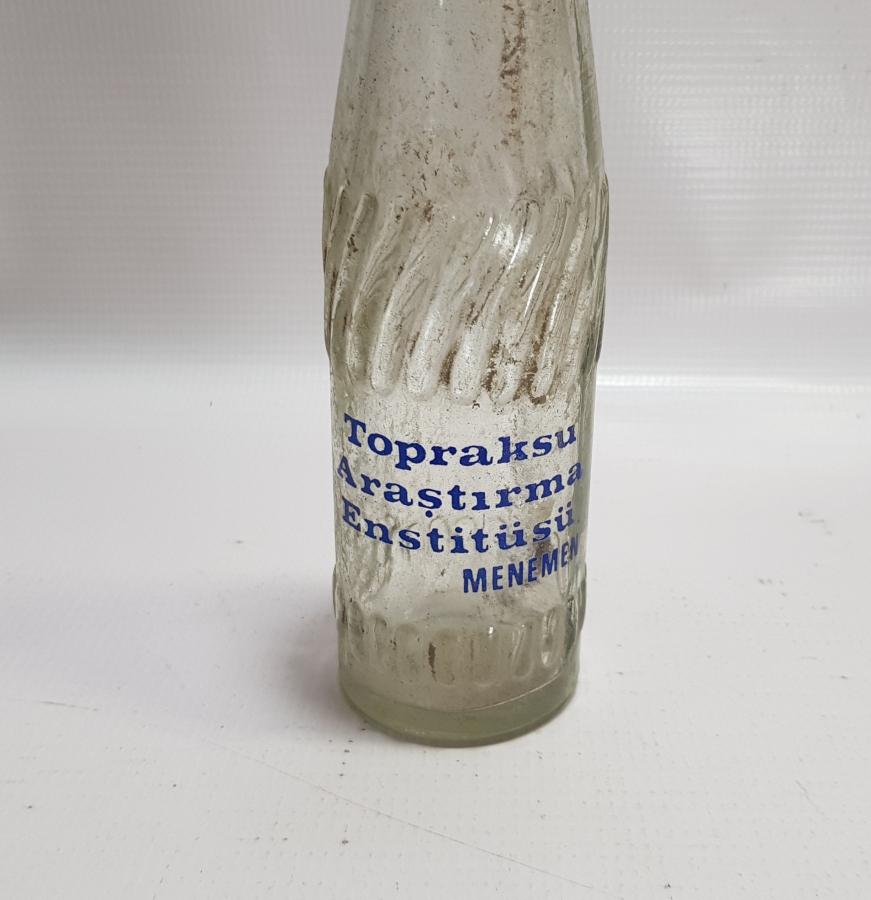 Topraksu
Araştırma
Enstitüsü
MENEMEN